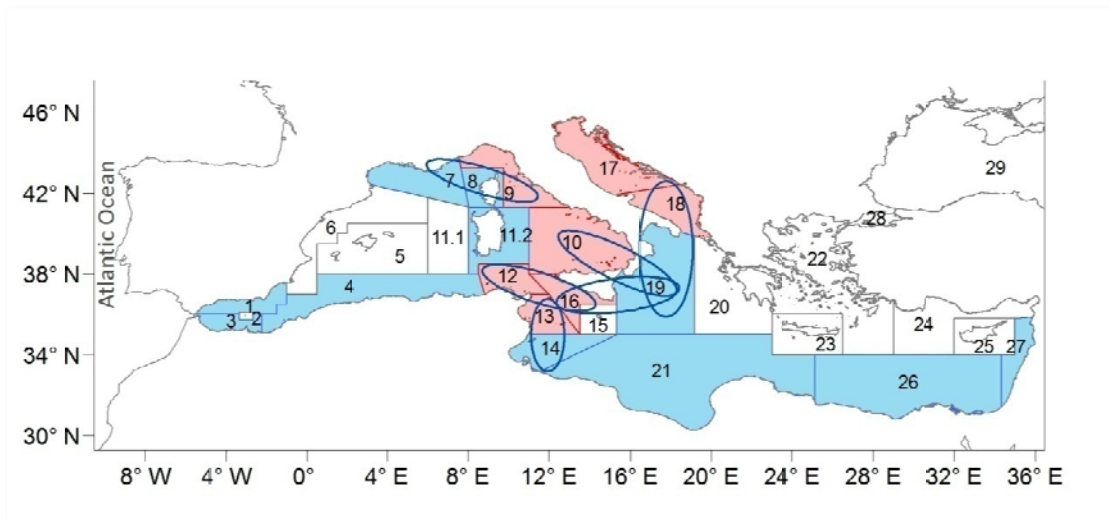 46° N
42° N
38° N
34° N
30° N
Atlantic Ocean
8° W
4° W
0°
4° E
8° E
12° E
16° E
20° E
24° E
28° E
32° E
36° E
1
2
3
4
5
6
7
8
9
10
11.1
11.2
12
13
14
15
16
17
18
19
20
21
22
23
24
25
26
27
28
29